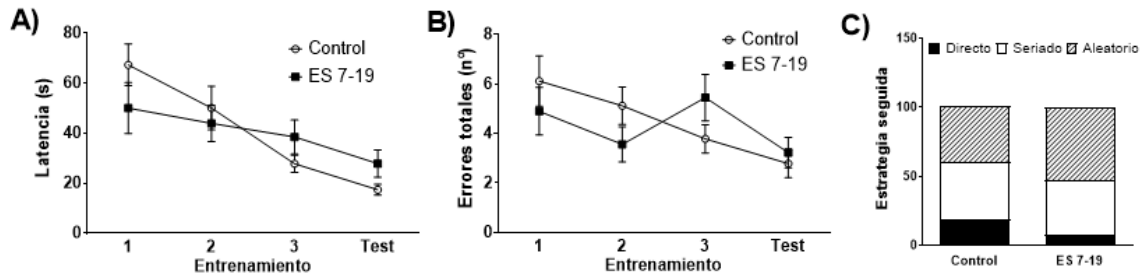 A)
Latencia (s)
80
60
40
20
0
1 2 3 Test
Entrenamiento
Control
ES 7-19
B)
Errores totales (nº)
8
6
4
2
0
1 2 3 Test
Entrenamiento
Control
ES 7-19
C)
Estrategia seguida
150
100
50
0
Directo Seriado Aleatorio
Control ES 7-19